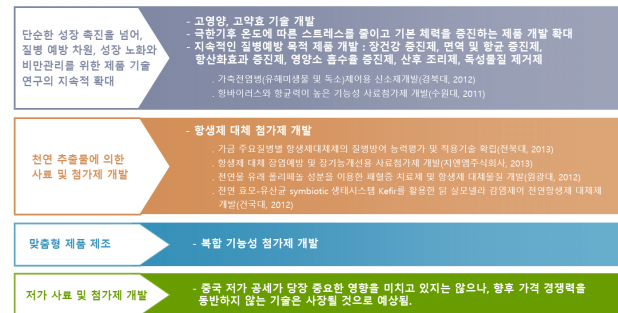 단순한 성장 촉진을 넘어,
질병 예방 차원, 성장 노화와
비만관리를 위한 제품 기술
연구의 지속적 확대
- 고영양, 고약효 기술 개발
- 극한기후 온도에 따른 스트레스를 줄이고 기본 체력을 증진하는 제품 개발 확대
- 지속적인 질병예방 목적 제품 개발 : 장건강 증진제, 면역 및 항균 증진제,
항산화효과 증진제, 영양소 흡수율 증진제, 산후 조리제, 독성물질 제거제
. 가축전염병(유해미생물 및 독소)제어용 신소재개발(경북대, 2012)
. 항바이러스와 항균력이 높은 기능성 사료첨가제 개발(수원대, 2011)
천연 추출물에 의한
사료 및 첨가제 개발
- 항생제 대체 첨가제 개발
. 가금 주요질병별 항생제대체제의 질병방어 능력평가 및 적용기술 확립(전북대, 2013)
. 항생제 대체 장염예방 및 장기능개선용 사료첨가제 개발(지앤엠주식회사, 2013)
. 천연물 유래 폴리페놀 성분을 이용한 패혈증 치료제 및 항생제 대체물질 개발(원광대, 2012)
. 천연 효모-유산균 symbiotic 생태시스템 Kefir를 활용한 닭 살모넬라 감염제어 천연항생제 대체제
개발(건국대, 2012)
맞춤형 제품 제조
- 복합 기능성 첨가제 개발
저가 사료 및 첨가제 개발
- 중국 저가 공세가 당장 중요한 영향을 미치고 있지는 않으나, 향후 가격 경쟁력을
동반하지 않는 기술은 사장될 것으로 예상됨.